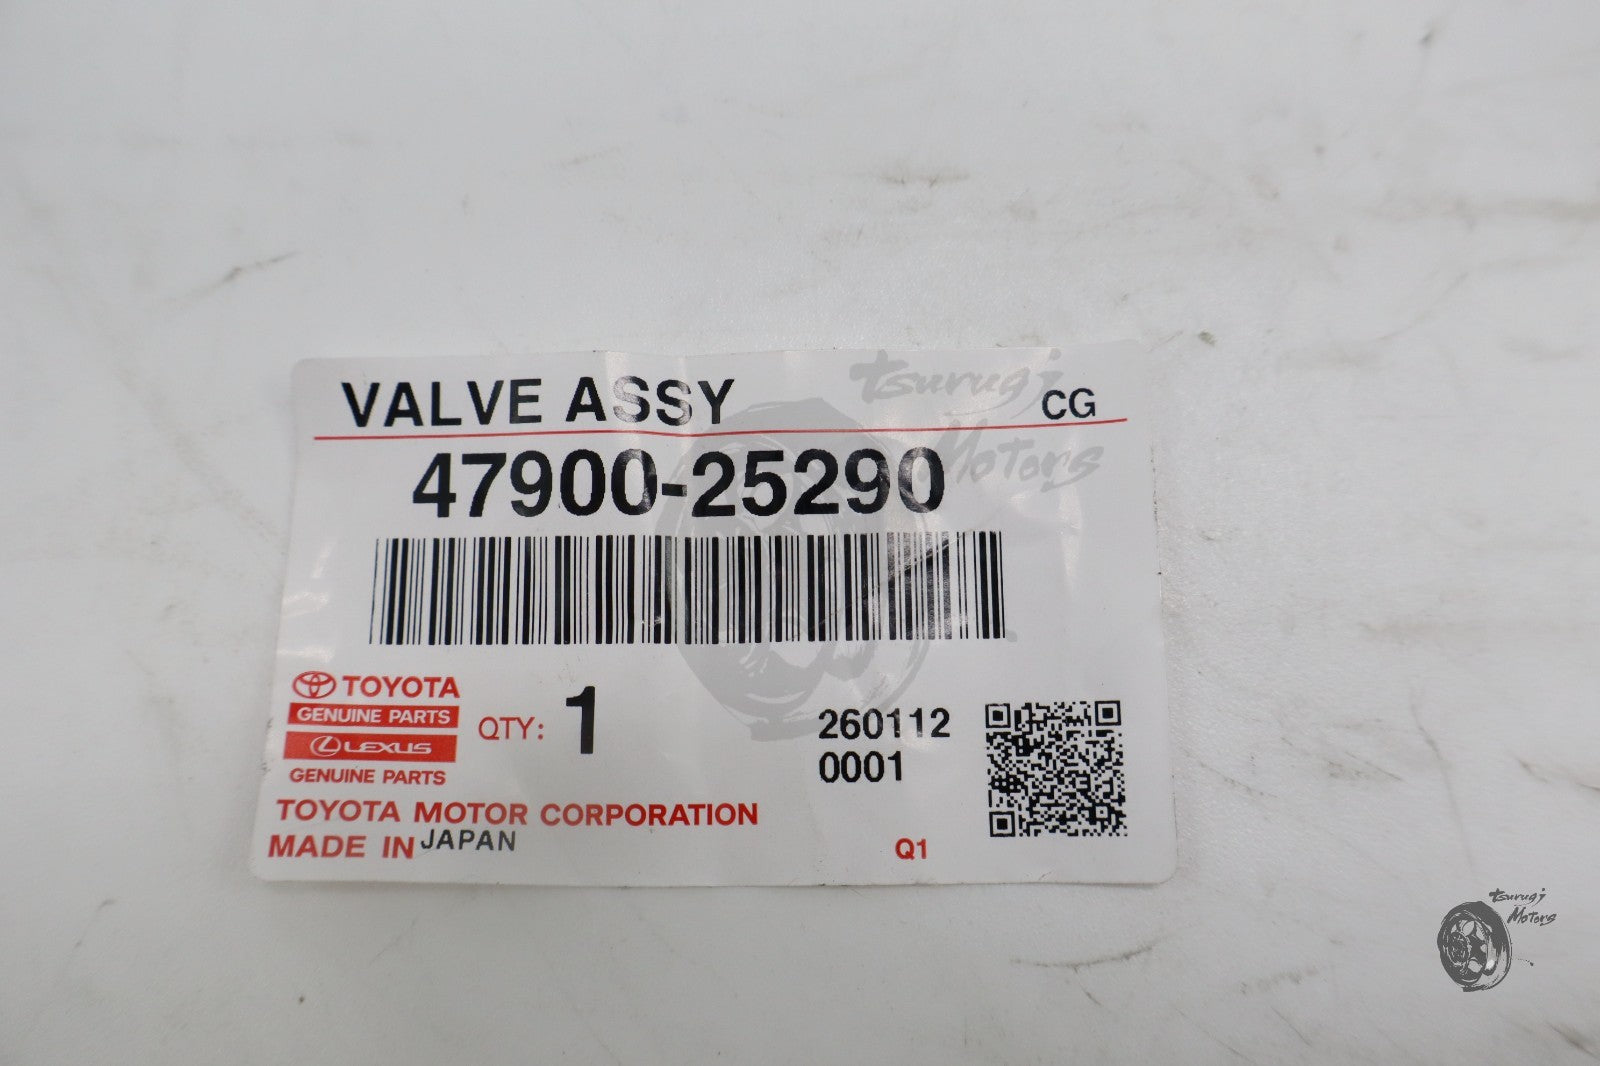 VALVE ASSY CG
47900-25290
TOYOTA
GENUINE PARTS
LEXUS
GENUINE PARTS
QTY: 1
260112
0001
TOYOTA MOTOR CORPORATION
MADE IN JAPAN
Q1
tsurugi
Motors
tsurugi
Motors